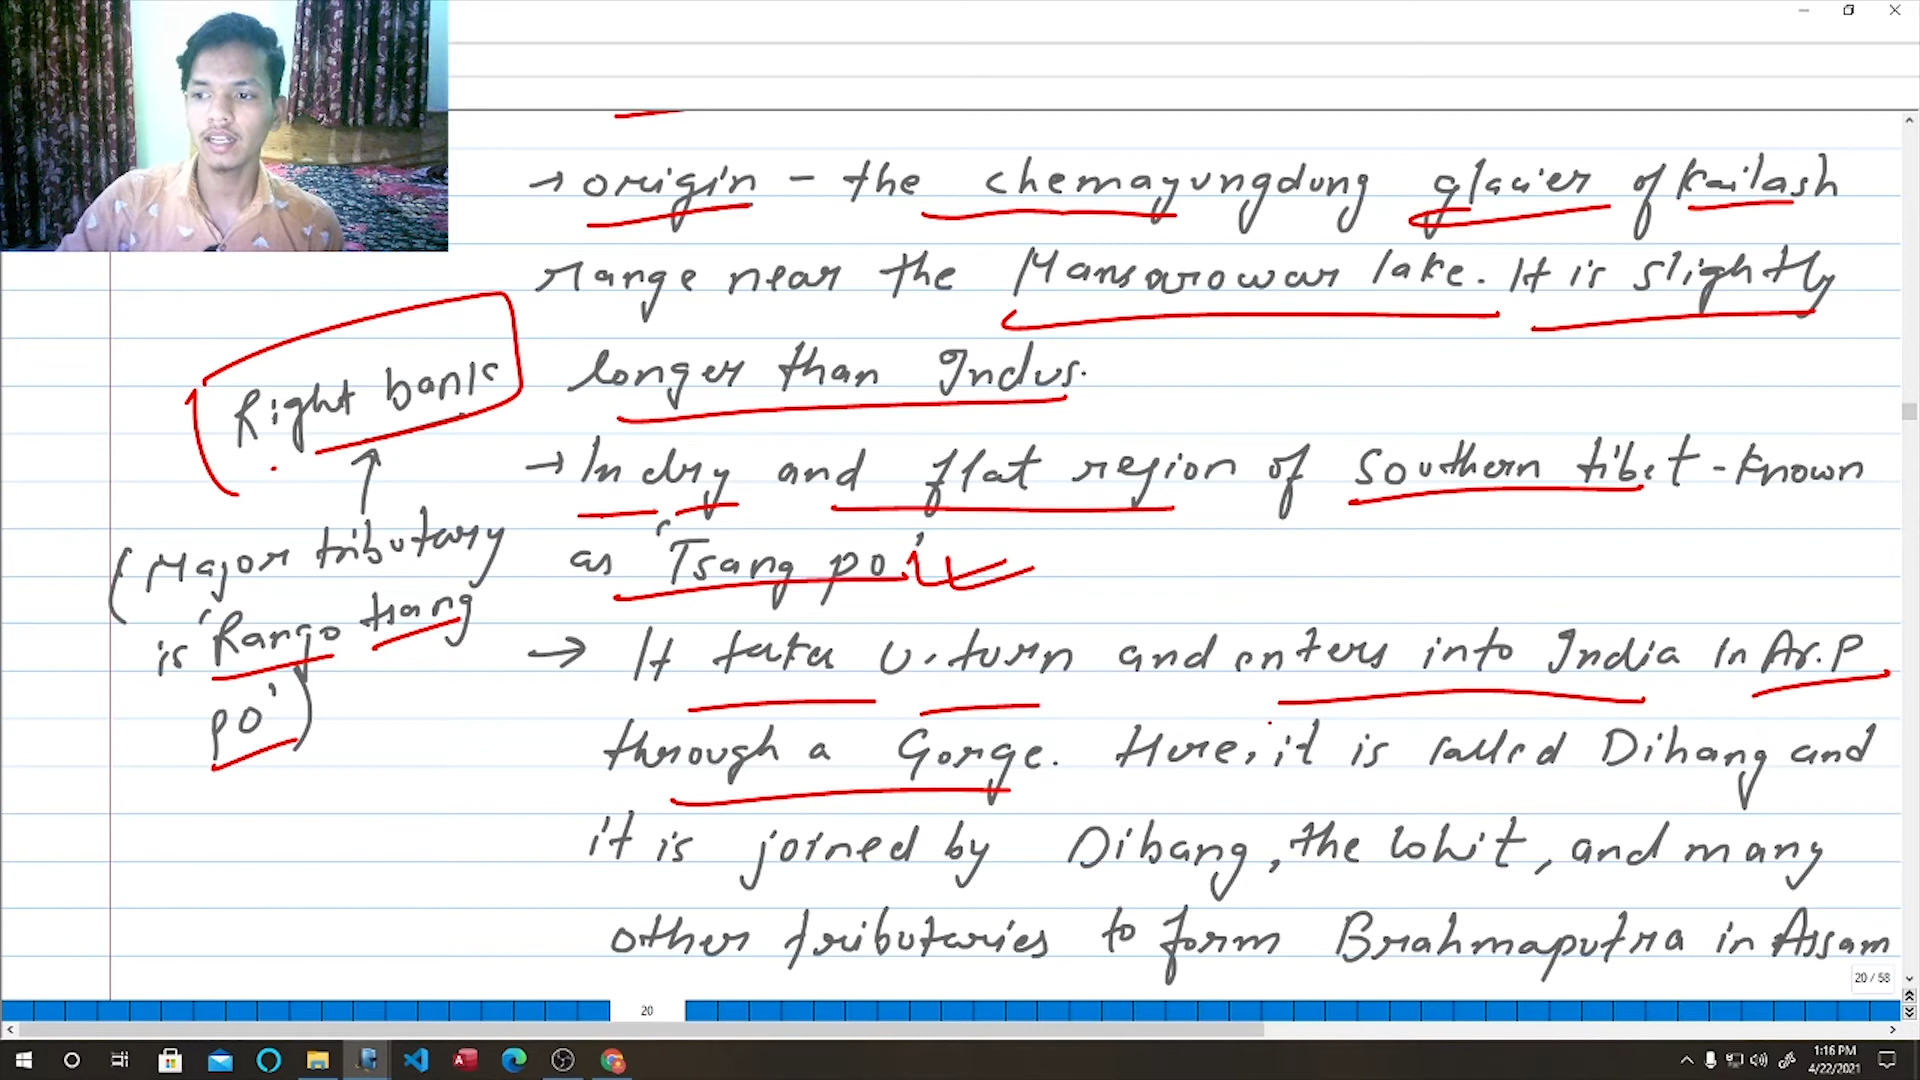 → origin - the chemayungdung glacier of Kailash
range near the Mansarowar lake. It is slightly
longer than Indus.
→ In dry and flat region of Southern tibet - Known
as 'Tsang po'
→ It takes U-turn and enters into India in Ar.P
through a Gorge. Here, it is called Dihang and
it is joined by Dibang, the Lohit, and many
other tributaries to form Brahmaputra in Assam
Right bank
↑
(Major tributary
is 'Rango tsang
po')
20 / 58
20
1:16 PM
4/22/2021